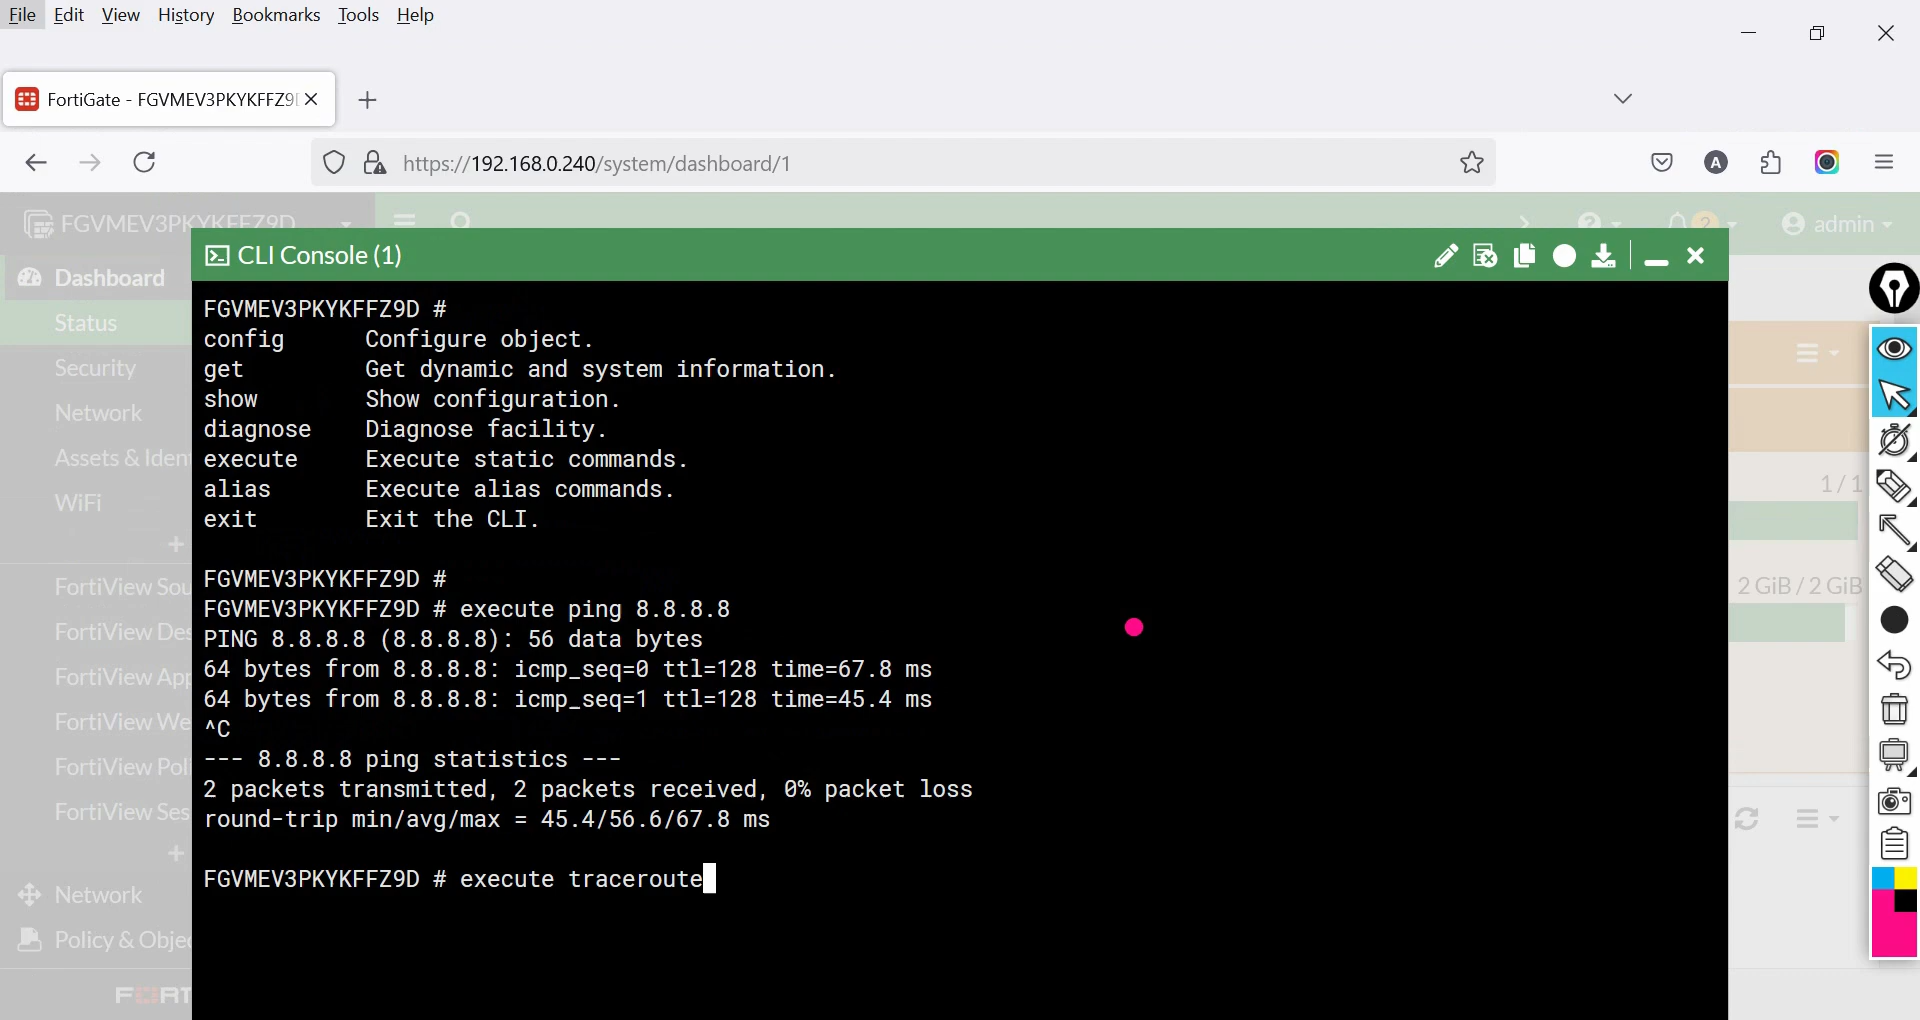 File Edit View History Bookmarks Tools Help
FortiGate - FGVMEV3PKYKFFZ9
A https://192.168.0.240/system/dashboard/1
FGVMEV3PKYKFFZ9D admin
CLI Console (1)
Dashboard
Status
Security
Network
Assets & Iden
WiFi
FortiView Sou
FortiView Des
FortiView App
FortiView We
FortiView Pol
FortiView Ses
Network
Policy & Obje
FORT
FGVMEV3PKYKFFZ9D #
config Configure object.
get Get dynamic and system information.
show Show configuration.
diagnose Diagnose facility.
execute Execute static commands.
alias Execute alias commands.
exit Exit the CLI.
FGVMEV3PKYKFFZ9D #
FGVMEV3PKYKFFZ9D # execute ping 8.8.8.8
PING 8.8.8.8 (8.8.8.8): 56 data bytes
64 bytes from 8.8.8.8: icmp_seq=0 ttl=128 time=67.8 ms
64 bytes from 8.8.8.8: icmp_seq=1 ttl=128 time=45.4 ms
^C
--- 8.8.8.8 ping statistics ---
2 packets transmitted, 2 packets received, 0% packet loss
round-trip min/avg/max = 45.4/56.6/67.8 ms
FGVMEV3PKYKFFZ9D # execute traceroute
1 / 1
2 GiB / 2 GiB